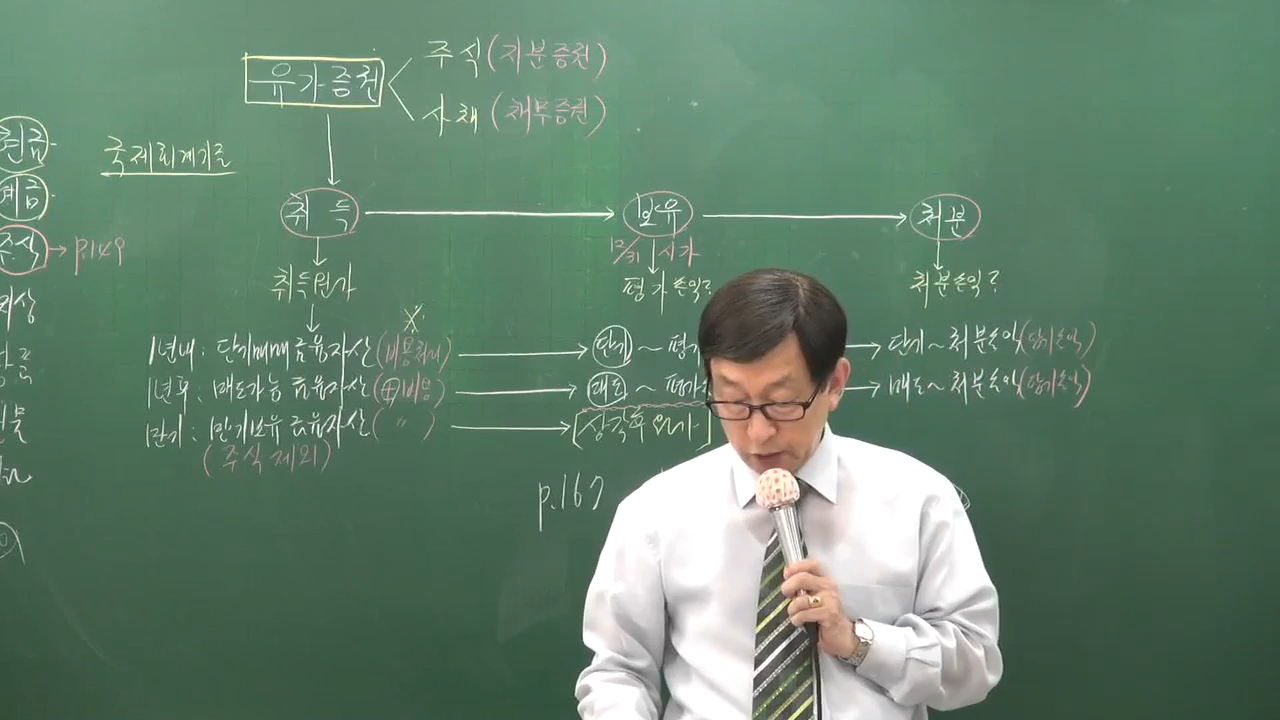 유가증권
주식 (지분증권)
사채 (채무증권)
현금
국제회계기준
주식 → p.149
취득 → 보유 → 처분
12/31 시가
취득원가
평가손익?
처분손익?
1년내 : 단기매매금융자산 (비용처리) → 단기 ~ 평가 → 단기 ~ 처분손익 (당기손익)
1년후 : 매도가능금융자산 (⊕비용) → 매도 ~ 평가 → 매도 ~ 처분손익 (당기손익)
만기 : 만기보유금융자산 ( 〃 ) → [상각후원가]
(주식 제외)
p.167